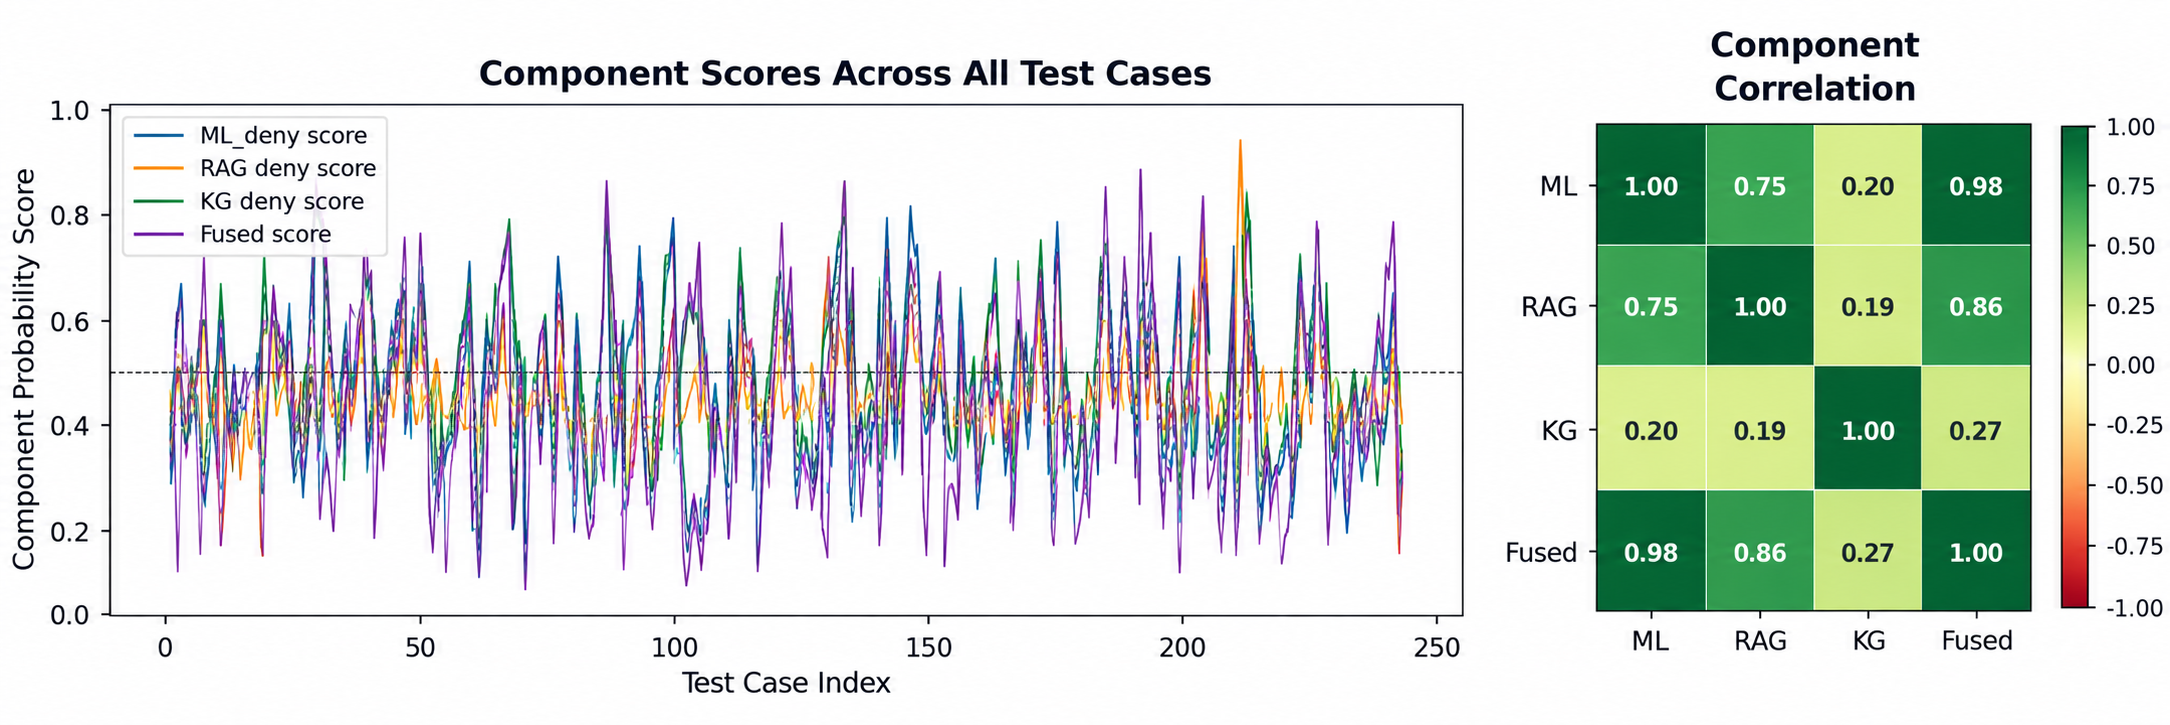 Component Scores Across All Test Cases
Component Probability Score
1.0
0.8
0.6
0.4
0.2
0.0
ML_deny score
RAG deny score
KG deny score
Fused score
0 50 100 150 200 250
Test Case Index
Component
Correlation
ML 1.00 0.75 0.20 0.98
RAG 0.75 1.00 0.19 0.86
KG 0.20 0.19 1.00 0.27
Fused 0.98 0.86 0.27 1.00
ML RAG KG Fused
1.00
0.75
0.50
0.25
0.00
-0.25
-0.50
-0.75
-1.00